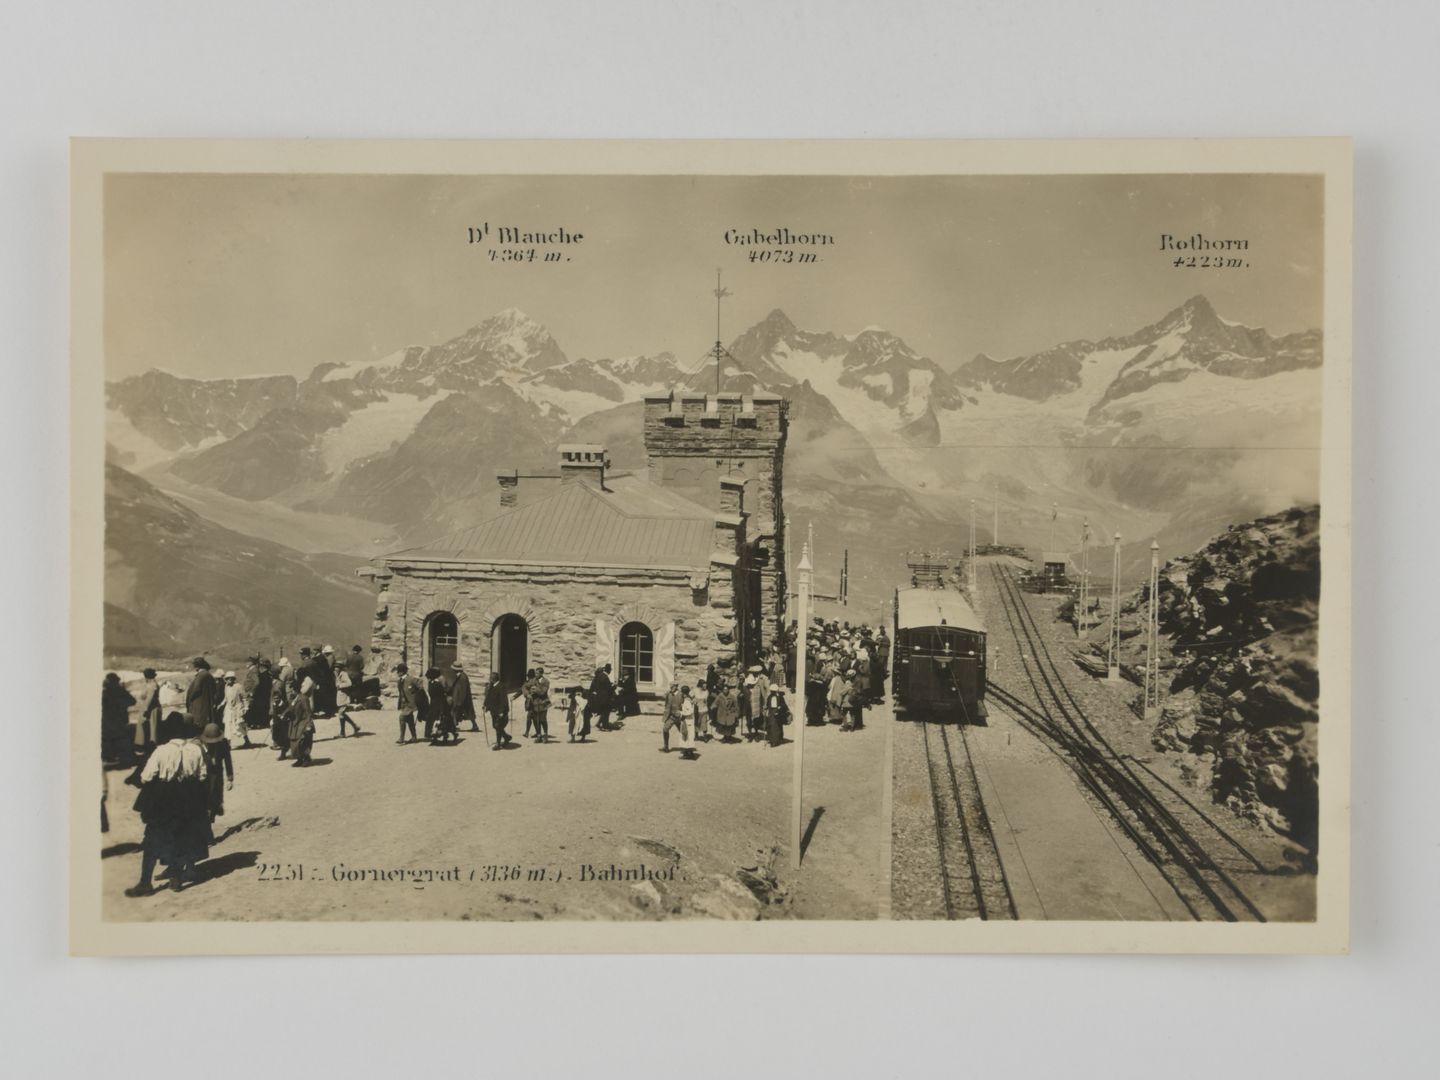 Dt Blanche
4364 m.
Gabelhorn
4073 m.
Rothorn
4223 m.
2251 - Gornergrat (3136 m.). Bahnhof.